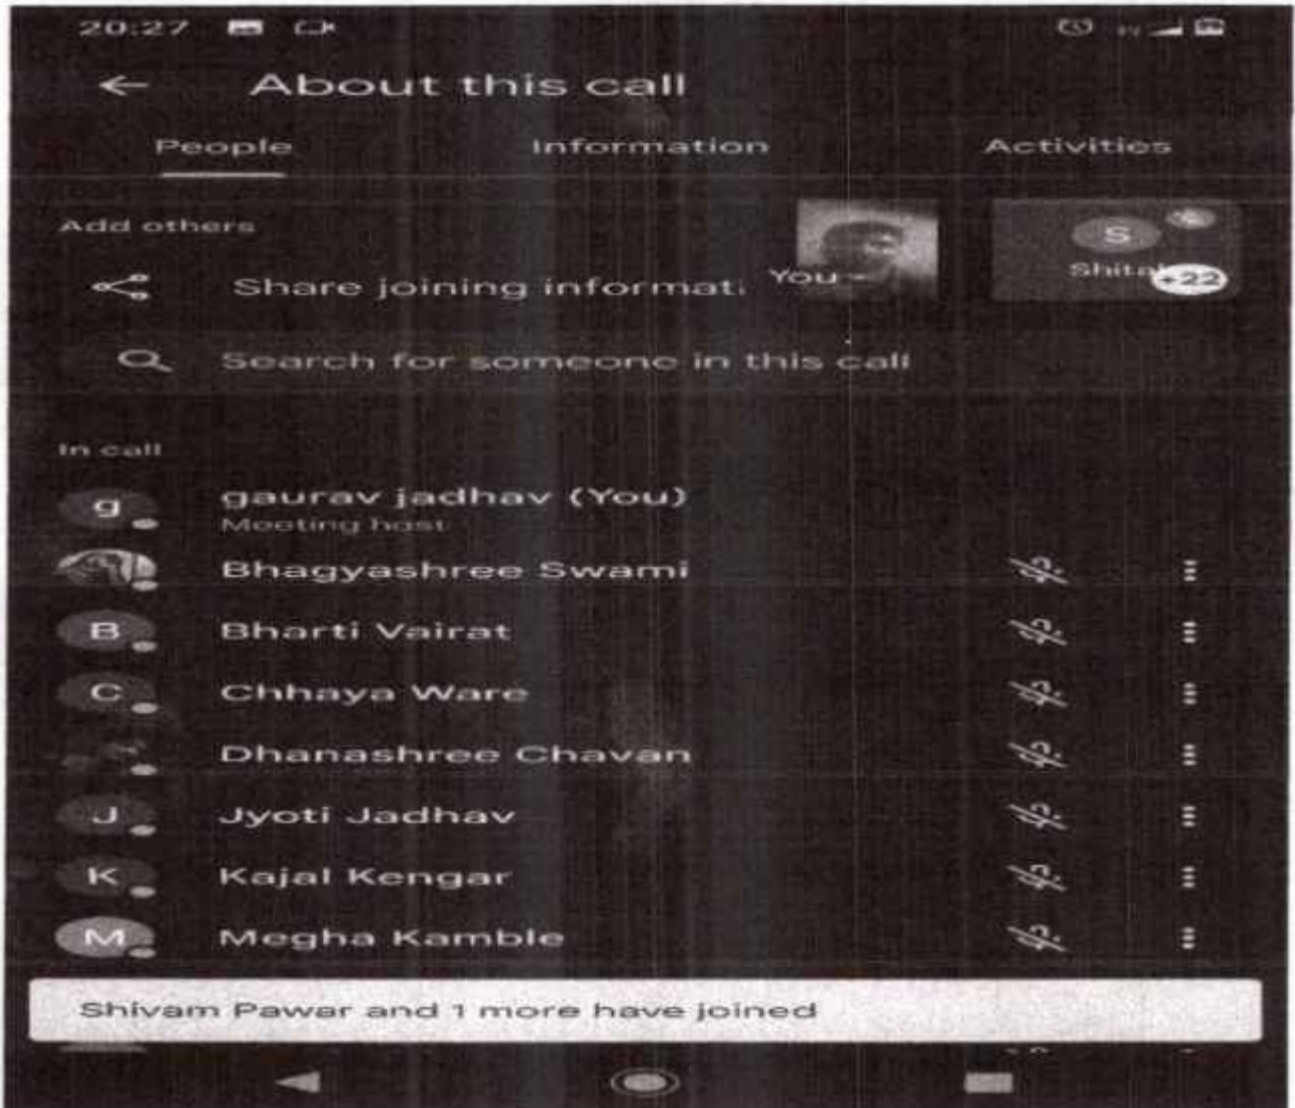 20:27
About this call
People Information Activities
Add others
Share joining informati
You
S
Shital
+22
Search for someone in this call
In call
g gaurav jadhav (You)
Meeting host
Bhagyashree Swami
B Bharti Vairat
C Chhaya Ware
Dhanashree Chavan
J Jyoti Jadhav
K Kajal Kengar
M Megha Kamble
Shivam Pawar and 1 more have joined